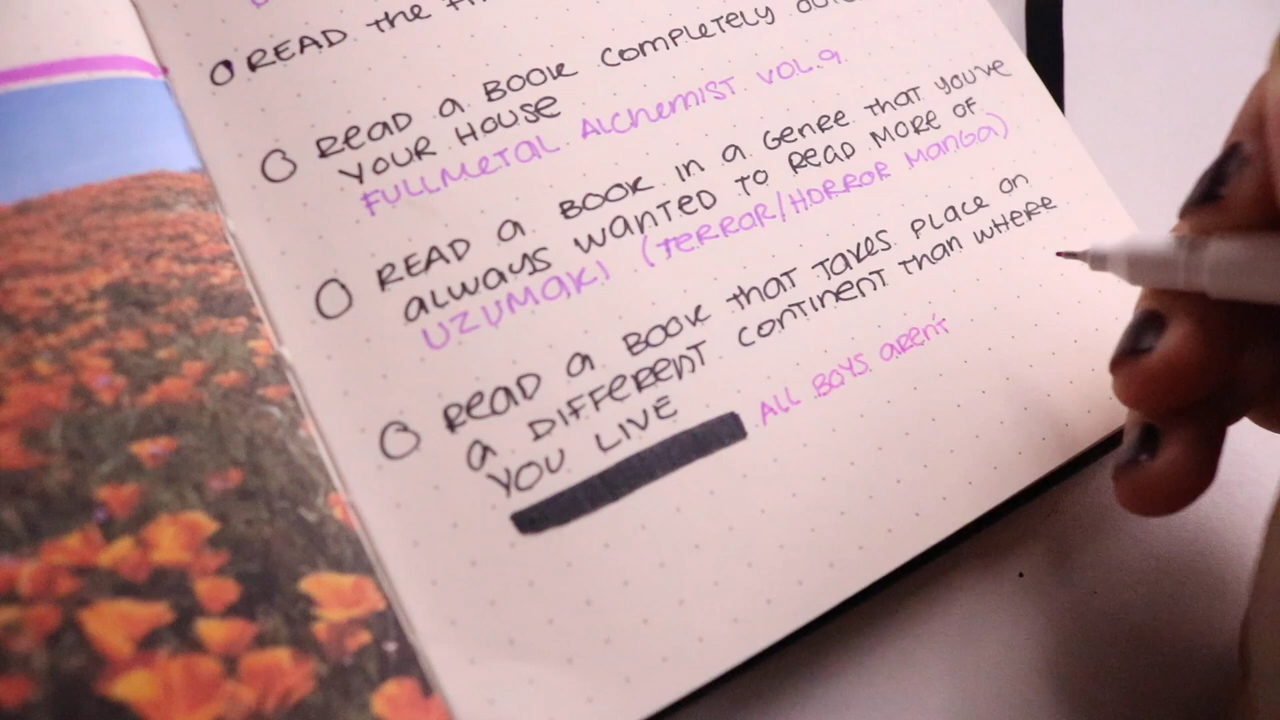 READ the
READ a BOOK COMPLETELY
YOUR HOUSE
FULLMETAL ALCHEMIST VOL.9
READ a BOOK IN a GENRE that YOU'VE
always wanted TO READ MORE OF
UZUMAKI (TERROR/HORROR MANGA)
READ a BOOK that TAKES PLACE ON
a DIFFERENT CONTINENT than where
YOU LIVE
ALL BOYS aren't